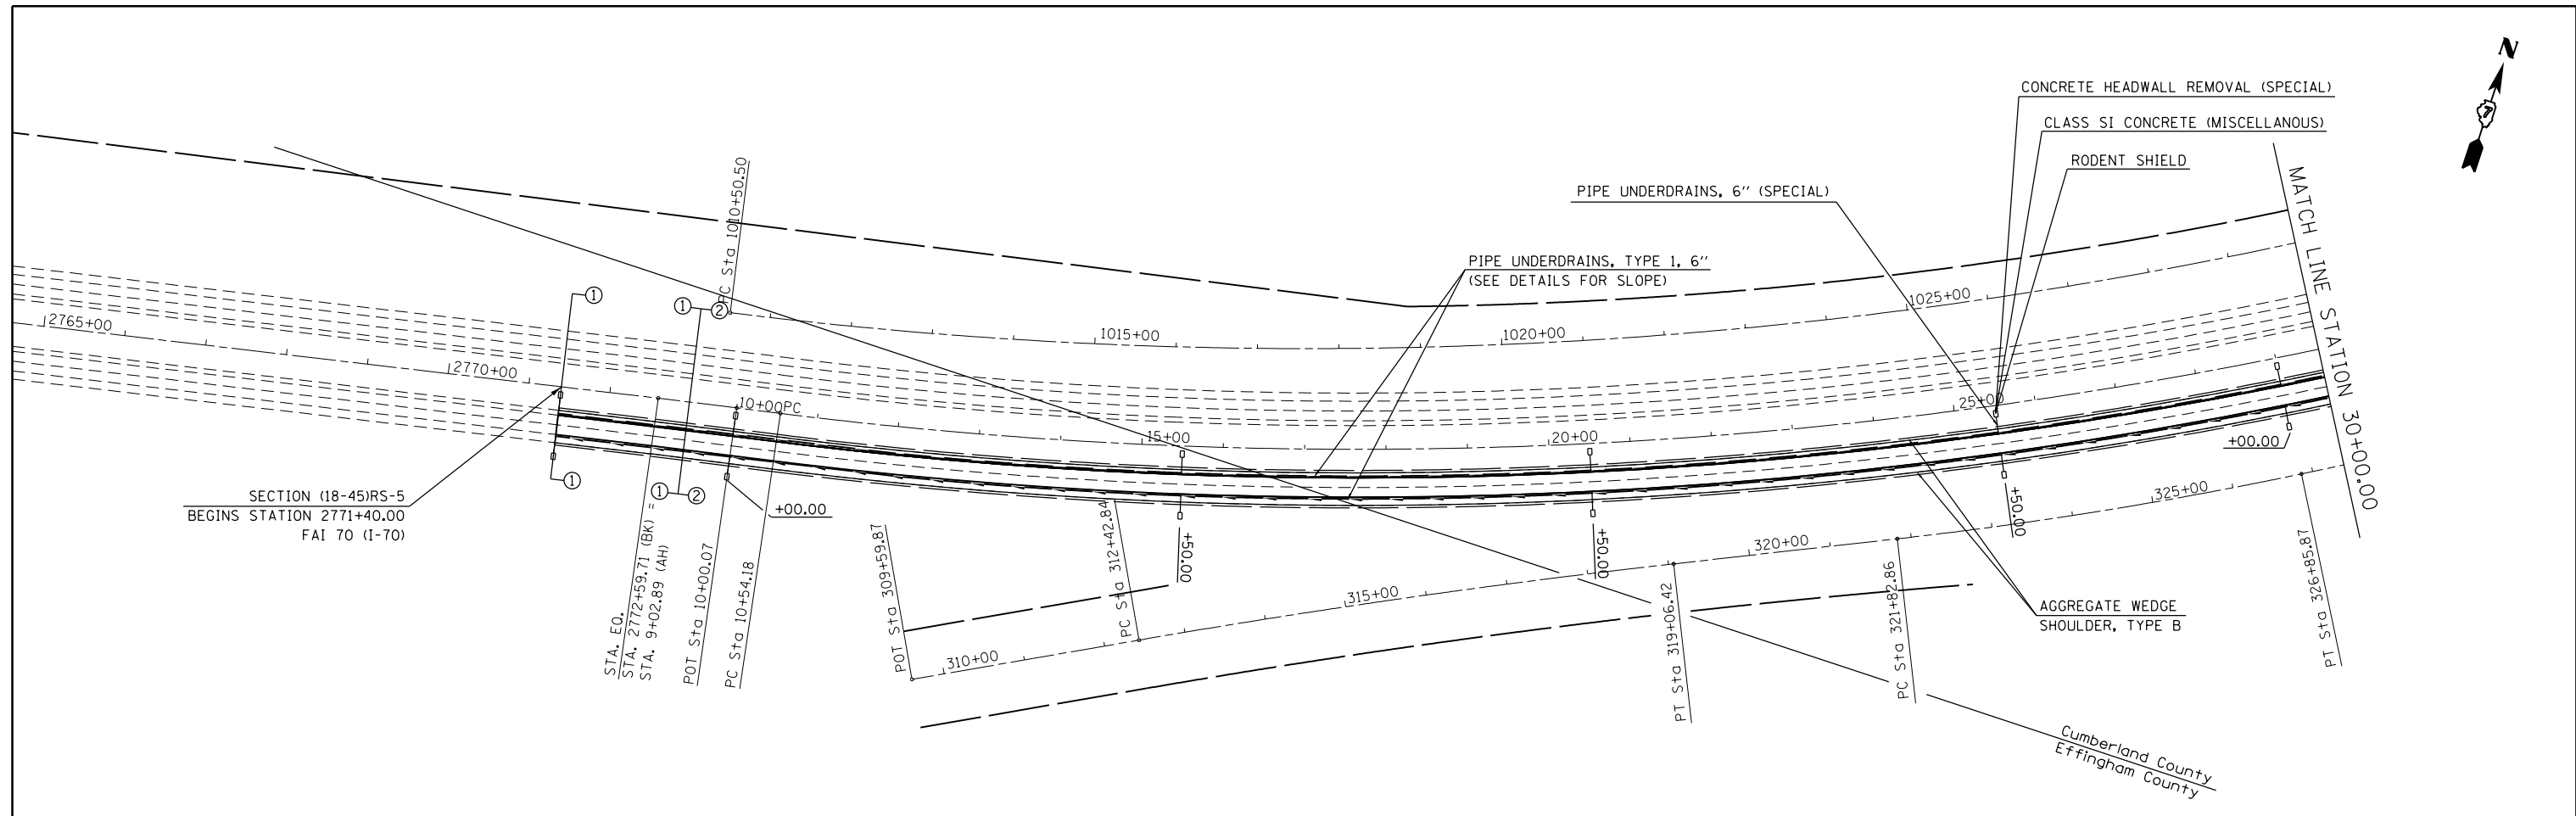 N
7
CONCRETE HEADWALL REMOVAL (SPECIAL)
CLASS SI CONCRETE (MISCELLANOUS)
RODENT SHIELD
PIPE UNDERDRAINS, 6" (SPECIAL)
PIPE UNDERDRAINS, TYPE 1, 6"
(SEE DETAILS FOR SLOPE)
MATCH LINE STATION 30+00.00
PC Sta 1010+50.50
1
1
2
2765+00
2770+00
1015+00
1020+00
1025+00
10+00PC
15+00
20+00
25+00
1
1
2
SECTION (18-45)RS-5
BEGINS STATION 2771+40.00
FAI 70 (I-70)
STA. EQ.
STA. 2772+59.71 (BK) =
STA. 9+02.89 (AH)
POT Sta 10+00.07
PC Sta 10+54.18
+00.00
POT Sta 309+59.87
PC Sta 312+42.84
+50.00
+50.00
+50.00
+00.00
310+00
315+00
320+00
325+00
PT Sta 319+06.42
PC Sta 321+82.86
PT Sta 326+85.87
AGGREGATE WEDGE
SHOULDER, TYPE B
Cumberland County
Effingham County